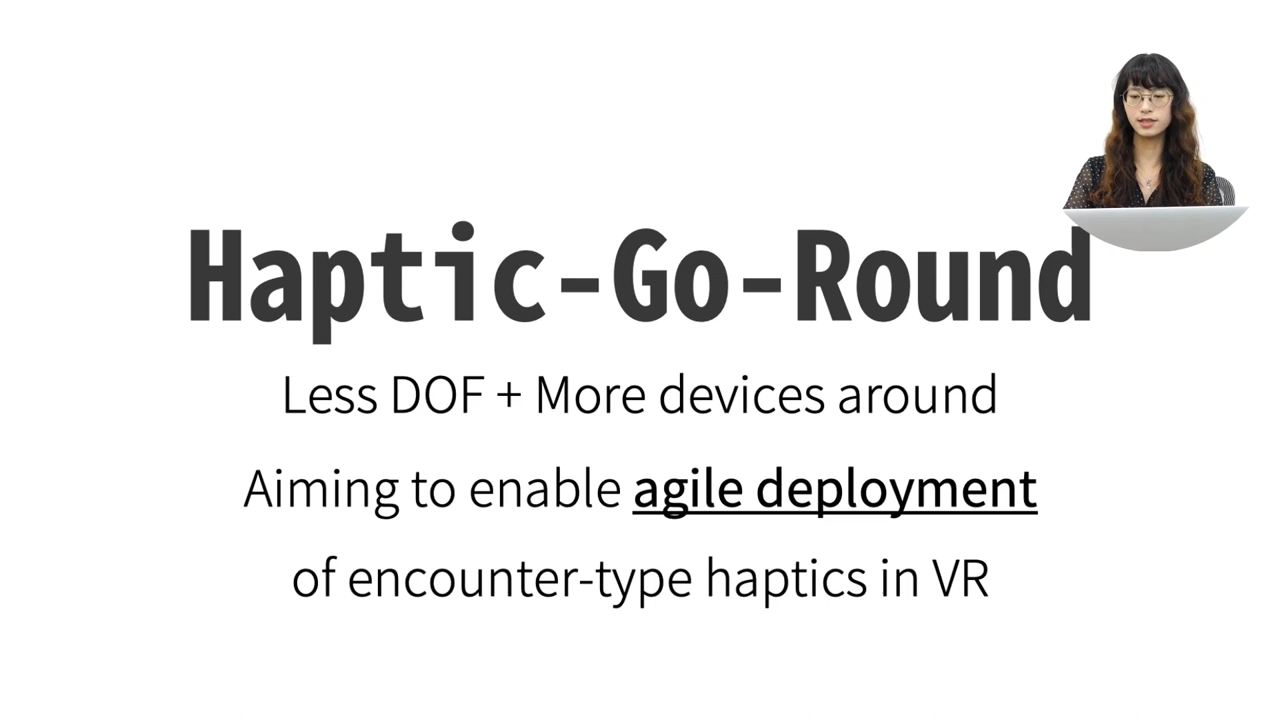 Haptic-Go-Round
Less DOF + More devices around
Aiming to enable agile deployment
of encounter-type haptics in VR